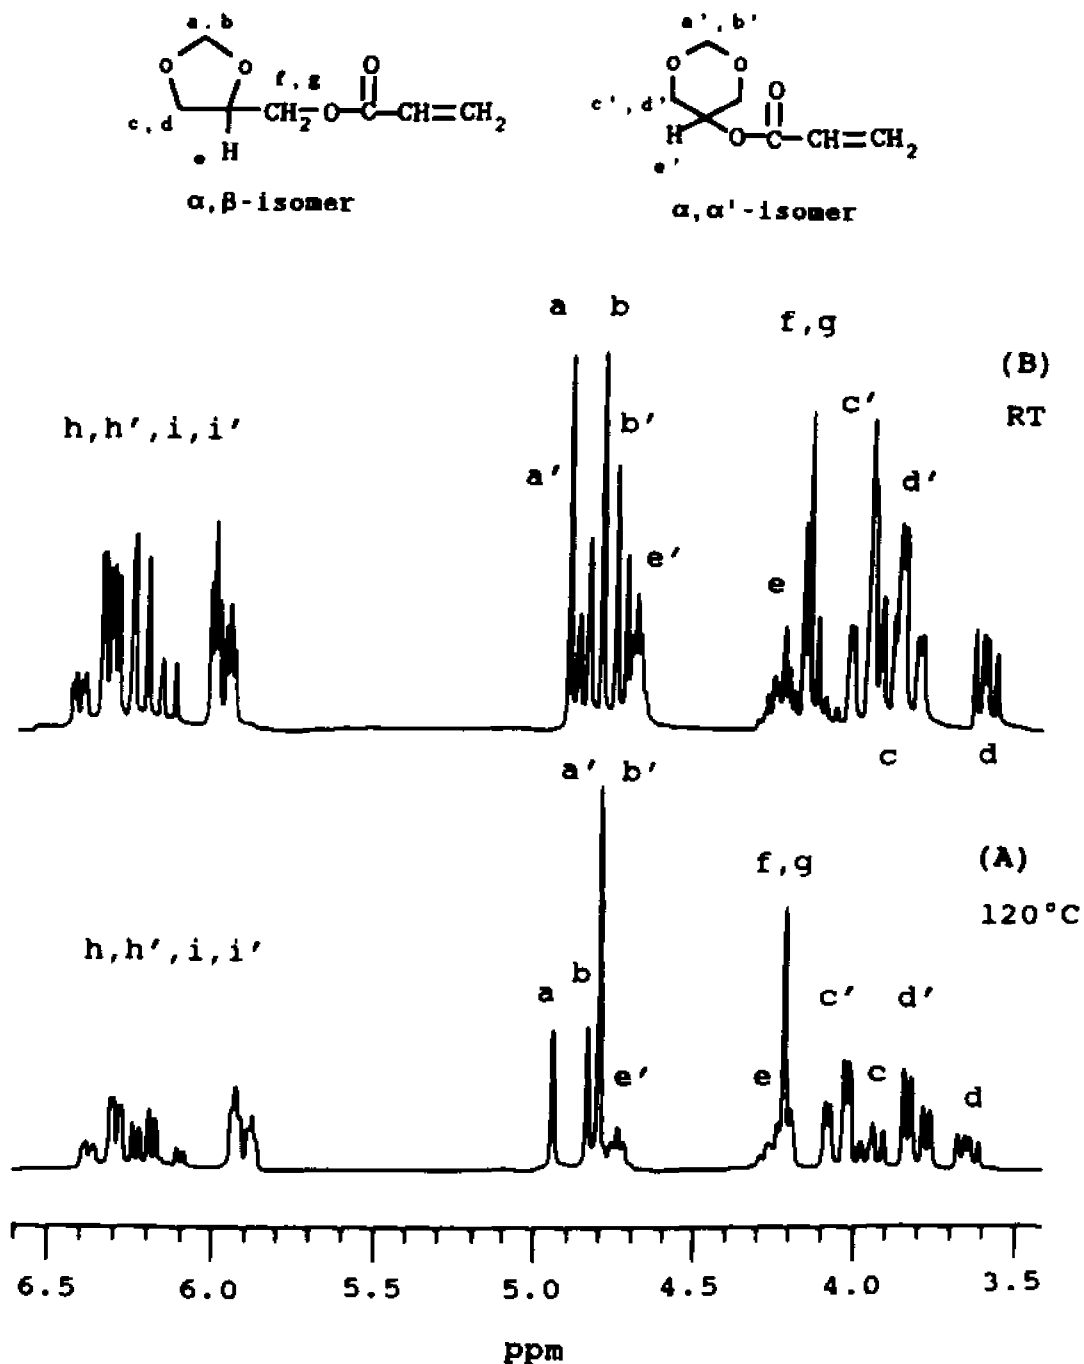 a,b
a',b'
O O O
f,g
c,d CH2-O-C-CH=CH2
e H
α,β-isomer
O O O
c',d'
H O-C-CH=CH2
e'
α,α'-isomer
a b f,g (B)
h,h',i,i' b' c' RT
a' d'
e' e
c d
a' b'
f,g (A)
120°C
h,h',i,i' a b c' d'
e' e c d
6.5 6.0 5.5 5.0 4.5 4.0 3.5
ppm